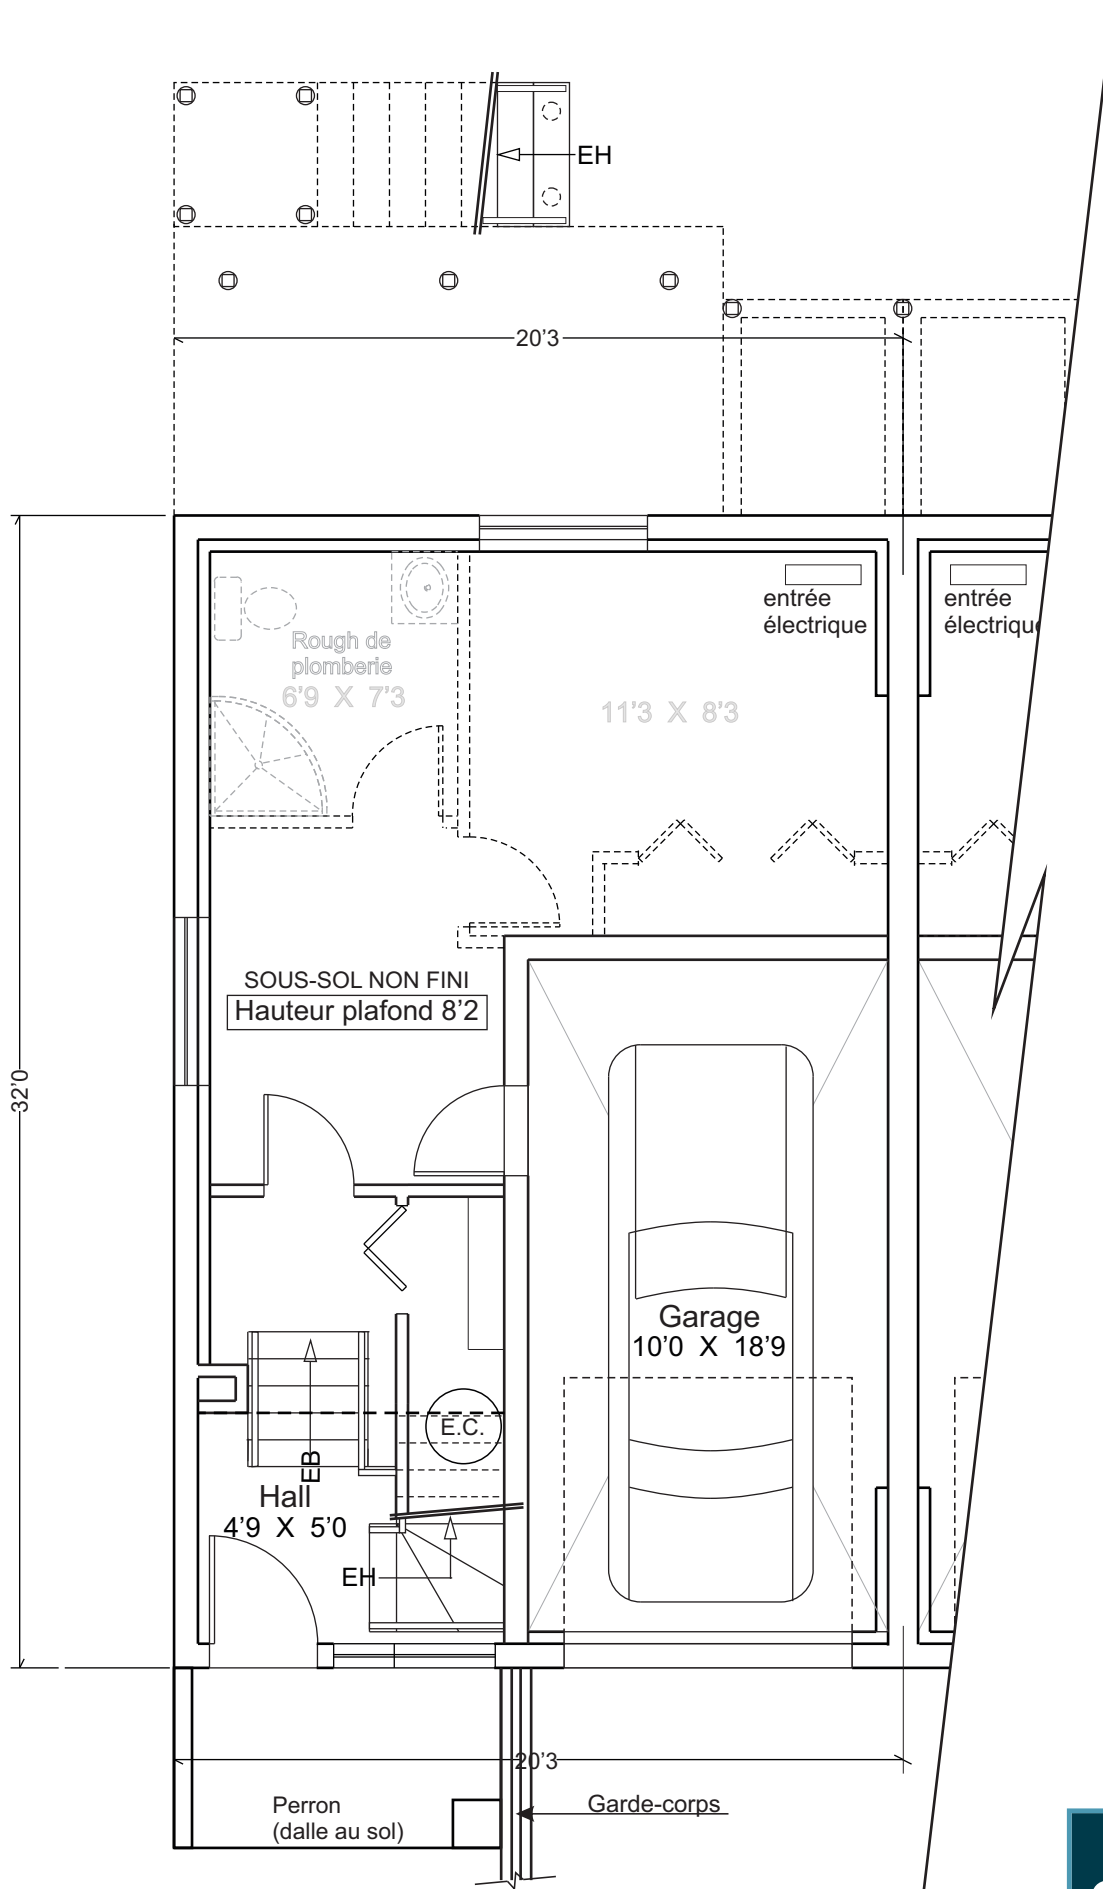 EH
20'3
entrée
électrique
entrée
électrique
Rough de
plomberie
6'9 X 7'3
11'3 X 8'3
SOUS-SOL NON FINI
Hauteur plafond 8'2
32'0
Garage
10'0 X 18'9
E.C.
EB
Hall
4'9 X 5'0
EH
20'3
Perron
(dalle au sol)
Garde-corps